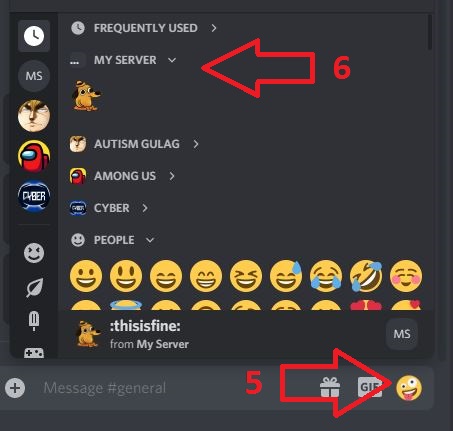 FREQUENTLY USED
... MY SERVER
6
MS
AUTISM GULAG
AMONG US
CYBER
CYBER
PEOPLE
:thisisfine:
from My Server
MS
5
Message #general
GIF